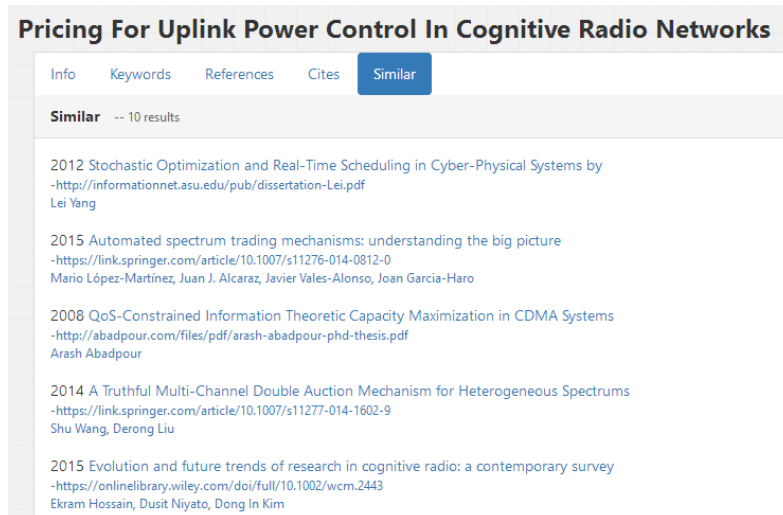 Pricing For Uplink Power Control In Cognitive Radio Networks
Info Keywords References Cites Similar
Similar -- 10 results
2012 Stochastic Optimization and Real-Time Scheduling in Cyber-Physical Systems by
-http://informationnet.asu.edu/pub/dissertation-Lei.pdf
Lei Yang
2015 Automated spectrum trading mechanisms: understanding the big picture
-https://link.springer.com/article/10.1007/s11276-014-0812-0
Mario López-Martínez, Juan J. Alcaraz, Javier Vales-Alonso, Joan Garcia-Haro
2008 QoS-Constrained Information Theoretic Capacity Maximization in CDMA Systems
-http://abadpour.com/files/pdf/arash-abadpour-phd-thesis.pdf
Arash Abadpour
2014 A Truthful Multi-Channel Double Auction Mechanism for Heterogeneous Spectrums
-https://link.springer.com/article/10.1007/s11277-014-1602-9
Shu Wang, Derong Liu
2015 Evolution and future trends of research in cognitive radio: a contemporary survey
-https://onlinelibrary.wiley.com/doi/full/10.1002/wcm.2443
Ekram Hossain, Dusit Niyato, Dong In Kim